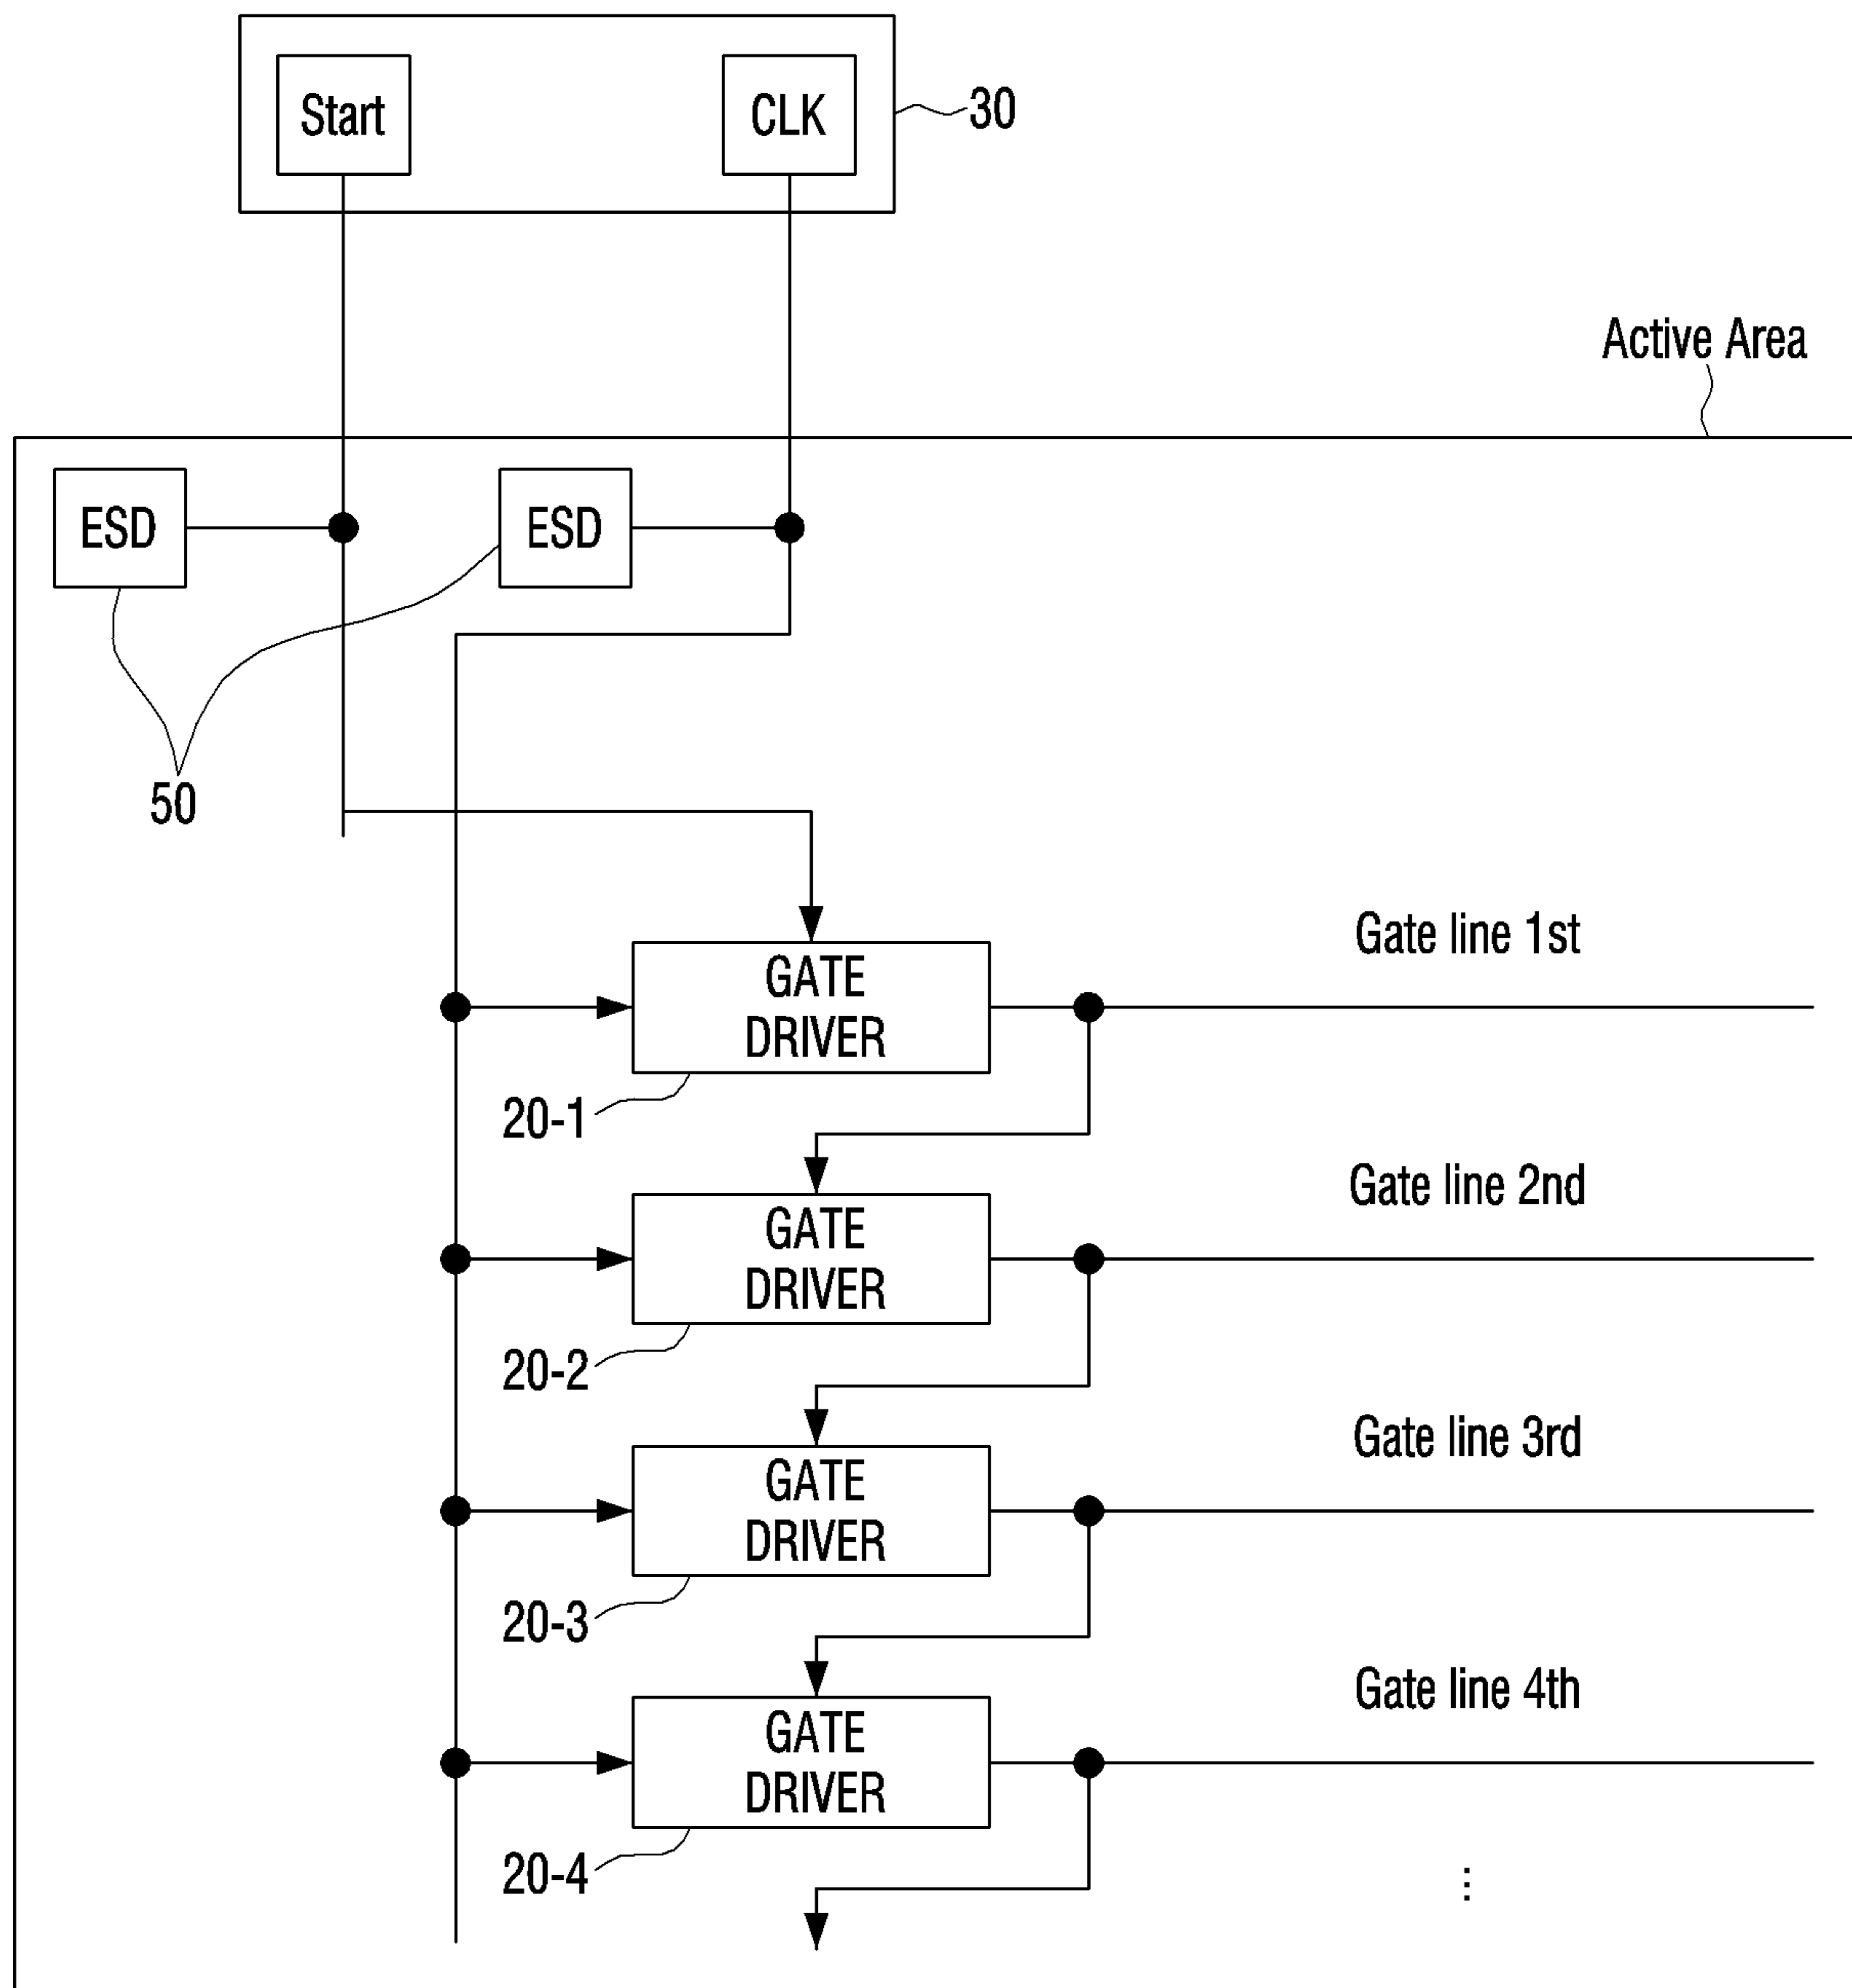 Start
CLK
30
Active Area
ESD
ESD
50
Gate line 1st
GATE
DRIVER
20-1
Gate line 2nd
GATE
DRIVER
20-2
Gate line 3rd
GATE
DRIVER
20-3
Gate line 4th
GATE
DRIVER
20-4
⋮